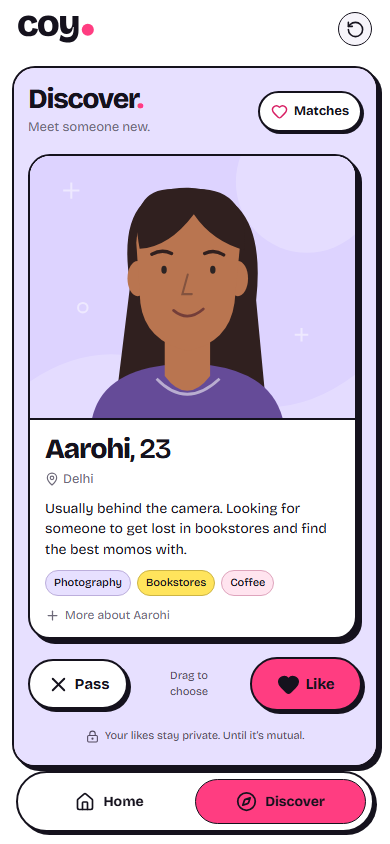 coy.
Discover.
Meet someone new.
Matches
Aarohi, 23
Delhi
Usually behind the camera. Looking for
someone to get lost in bookstores and find
the best momos with.
Photography Bookstores Coffee
More about Aarohi
Pass
Drag to
choose
Like
Your likes stay private. Until it's mutual.
Home Discover